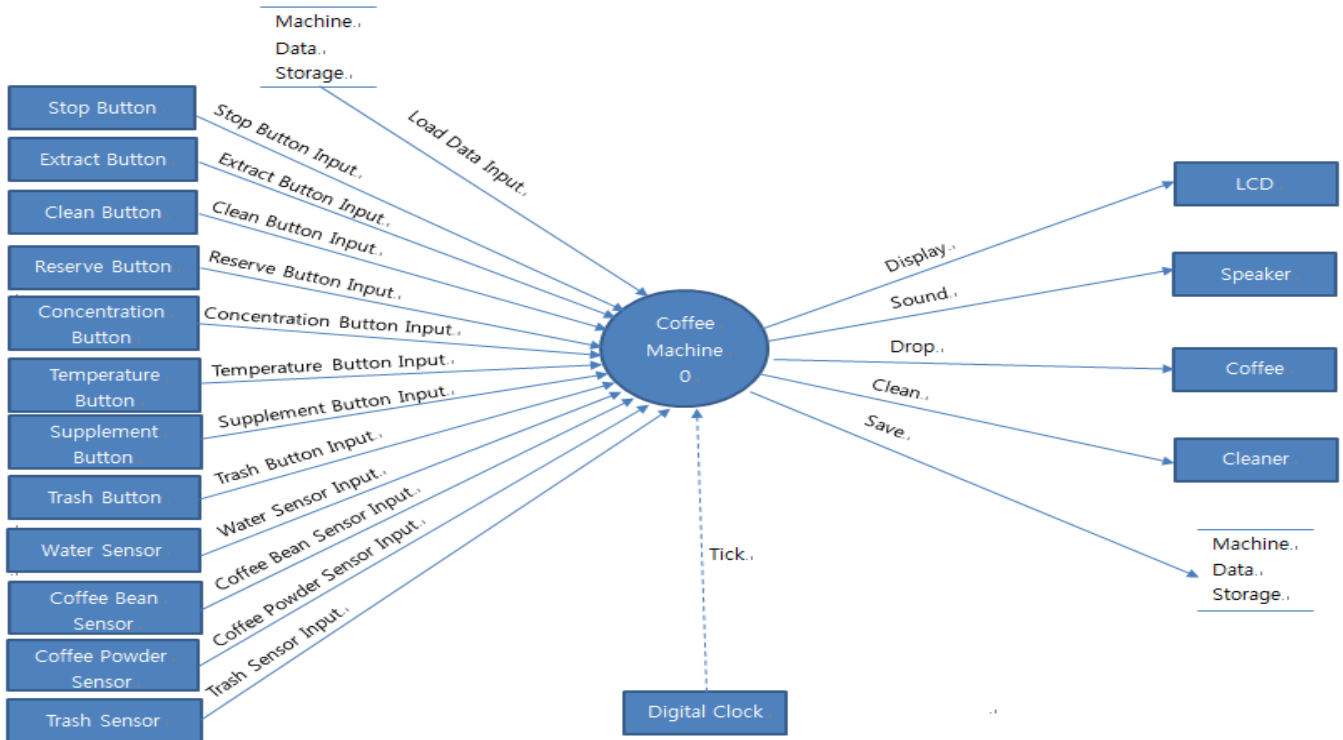 Machine
Data
Storage
Stop Button
Extract Button
Clean Button
Reserve Button
Concentration
Button
Temperature
Button
Supplement
Button
Trash Button
Water Sensor
Coffee Bean
Sensor
Coffee Powder
Sensor
Trash Sensor
Load Data Input
Stop Button Input
Extract Button Input
Clean Button Input
Reserve Button Input
Concentration Button Input
Temperature Button Input
Supplement Button Input
Trash Button Input
Water Sensor Input
Coffee Bean Sensor Input
Coffee Powder Sensor Input
Trash Sensor Input
Coffee
Machine
0
Tick
Digital Clock
Display
Sound
Drop
Clean
Save
LCD
Speaker
Coffee
Cleaner
Machine
Data
Storage